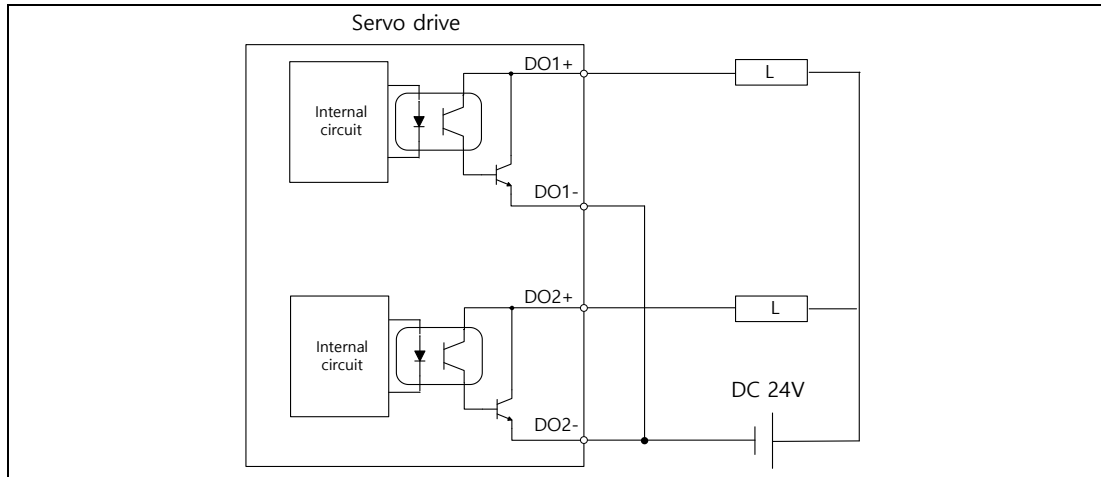 Servo drive
DO1+
L
Internal
circuit
DO1-
DO2+
L
Internal
circuit
DC 24V
DO2-